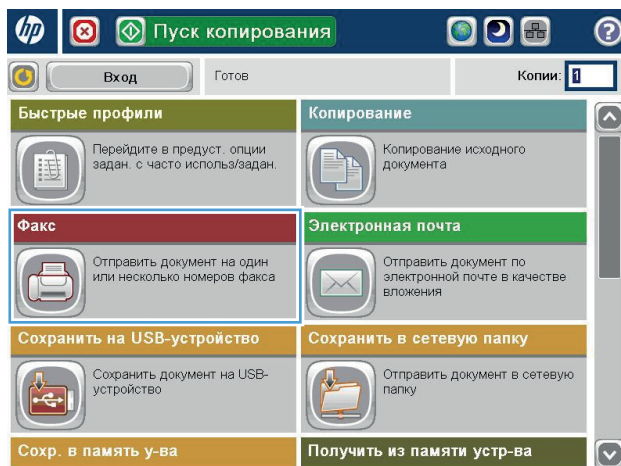 hp
Пуск копирования
?
Вход
Готов
Копии: 1
Быстрые профили
Перейдите в предуст. опции
задан. с часто использ/задан.
Копирование
Копирование исходного
документа
Факс
Отправить документ на один
или несколько номеров факса
Электронная почта
Отправить документ по
электронной почте в качестве
вложения
Сохранить на USB-устройство
Сохранить документ на USB-
устройство
Сохранить в сетевую папку
Отправить документ в сетевую
папку
Сохр. в память у-ва
Получить из памяти устр-ва